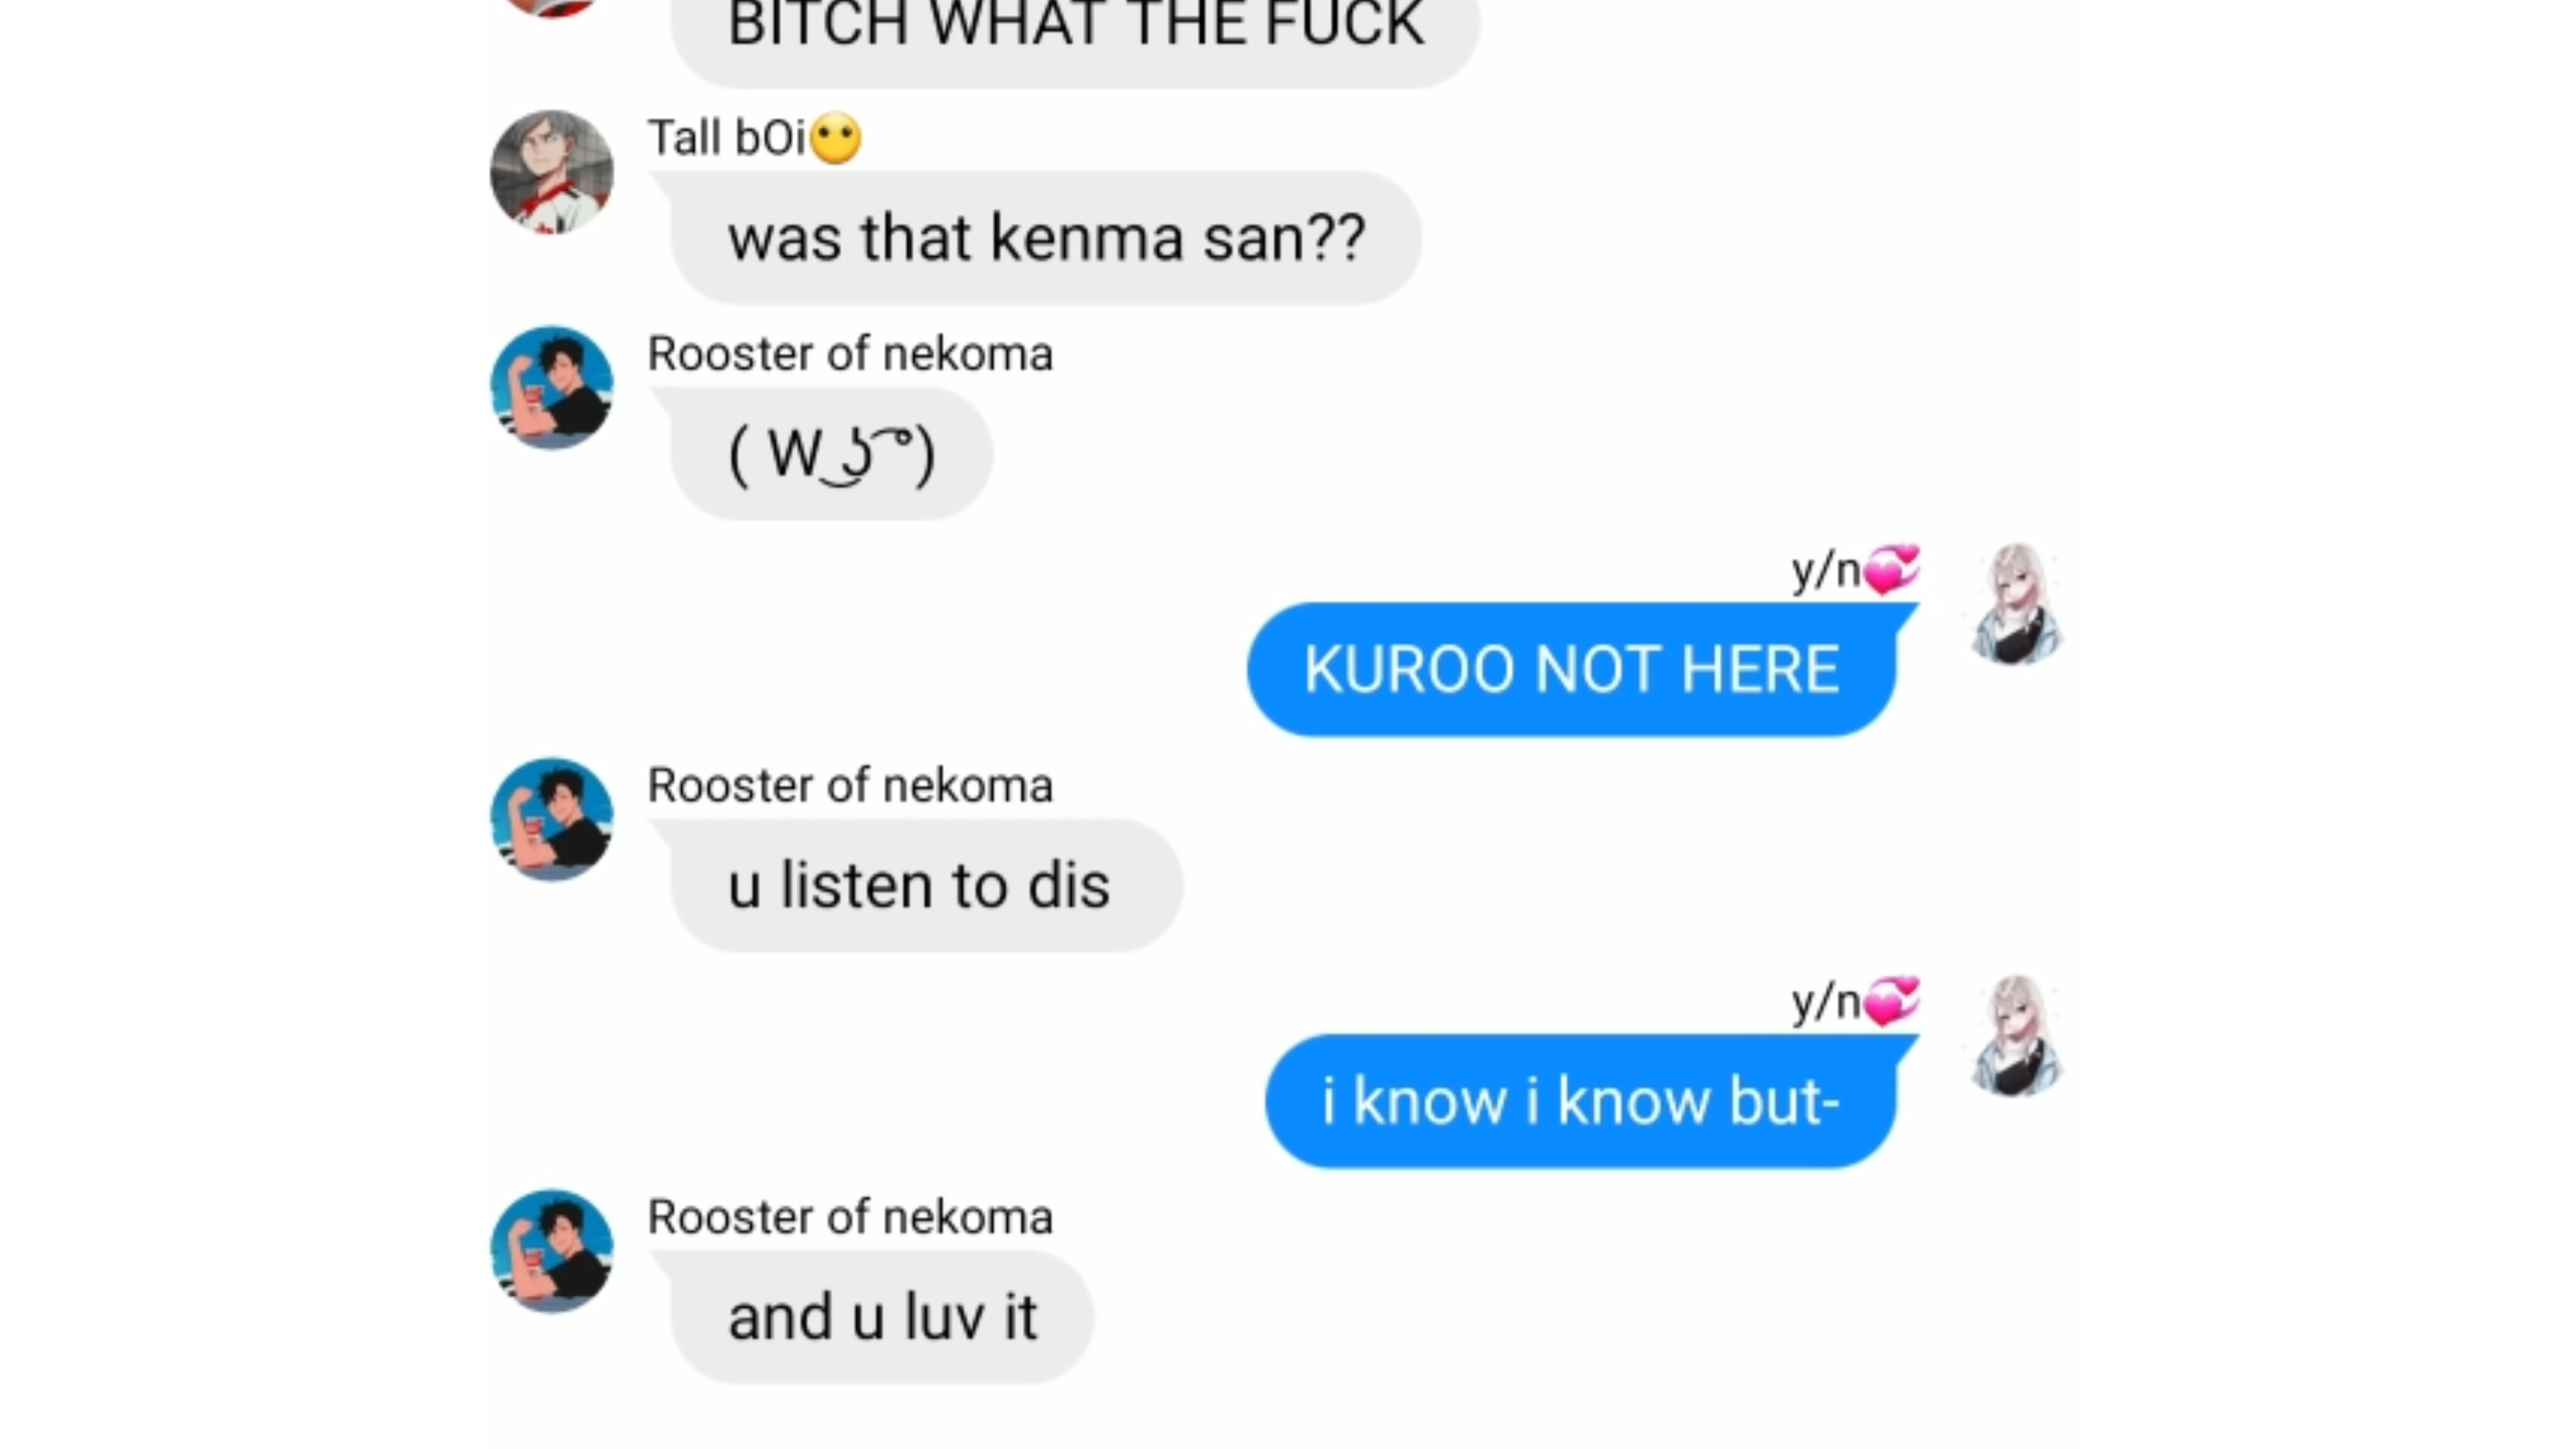 BITCH WHAT THE FUCK
Tall bOi😶
was that kenma san??
Rooster of nekoma
( W ͜ʖ ͡°)
y/n💞
KUROO NOT HERE
Rooster of nekoma
u listen to dis
y/n💞
i know i know but-
Rooster of nekoma
and u luv it